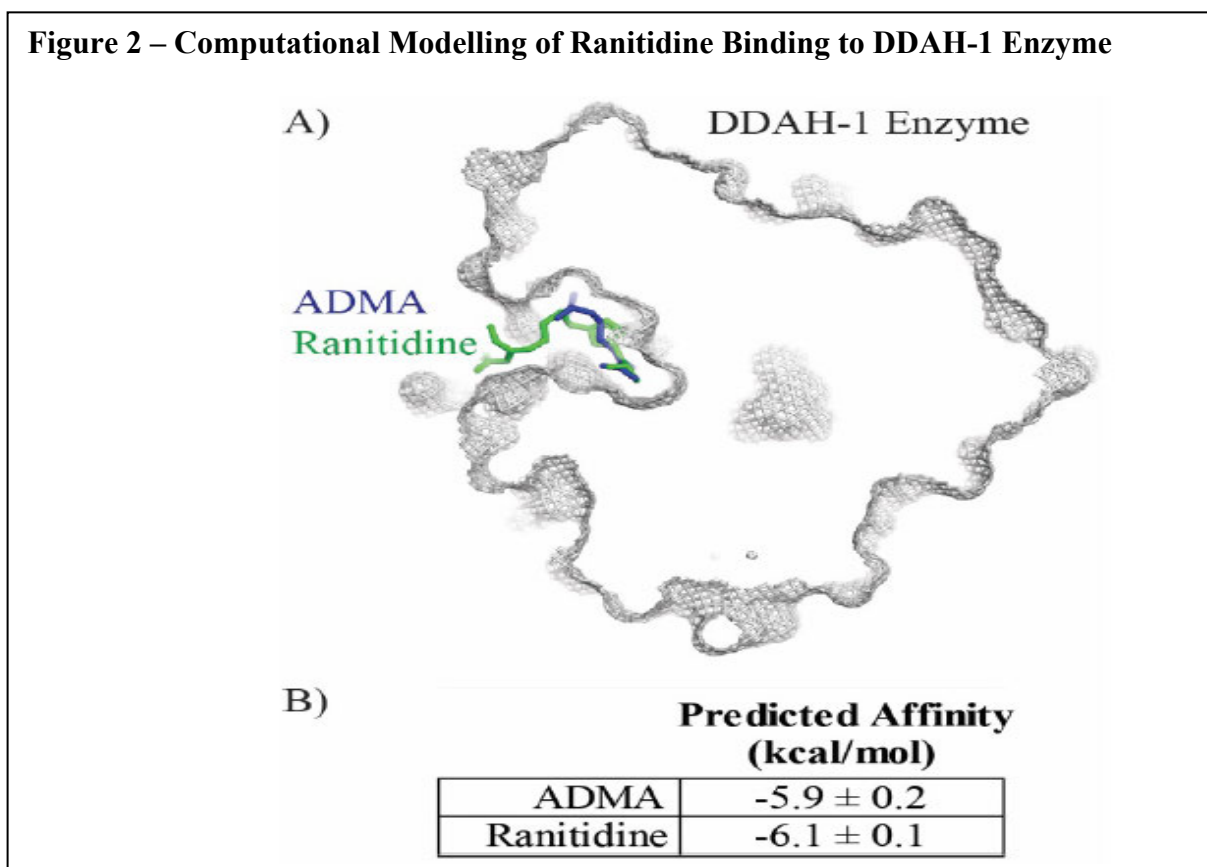 Figure 2 – Computational Modelling of Ranitidine Binding to DDAH-1 Enzyme
A) DDAH-1 Enzyme
ADMA
Ranitidine
B)
Predicted Affinity
(kcal/mol)
ADMA -5.9 ± 0.2
Ranitidine -6.1 ± 0.1